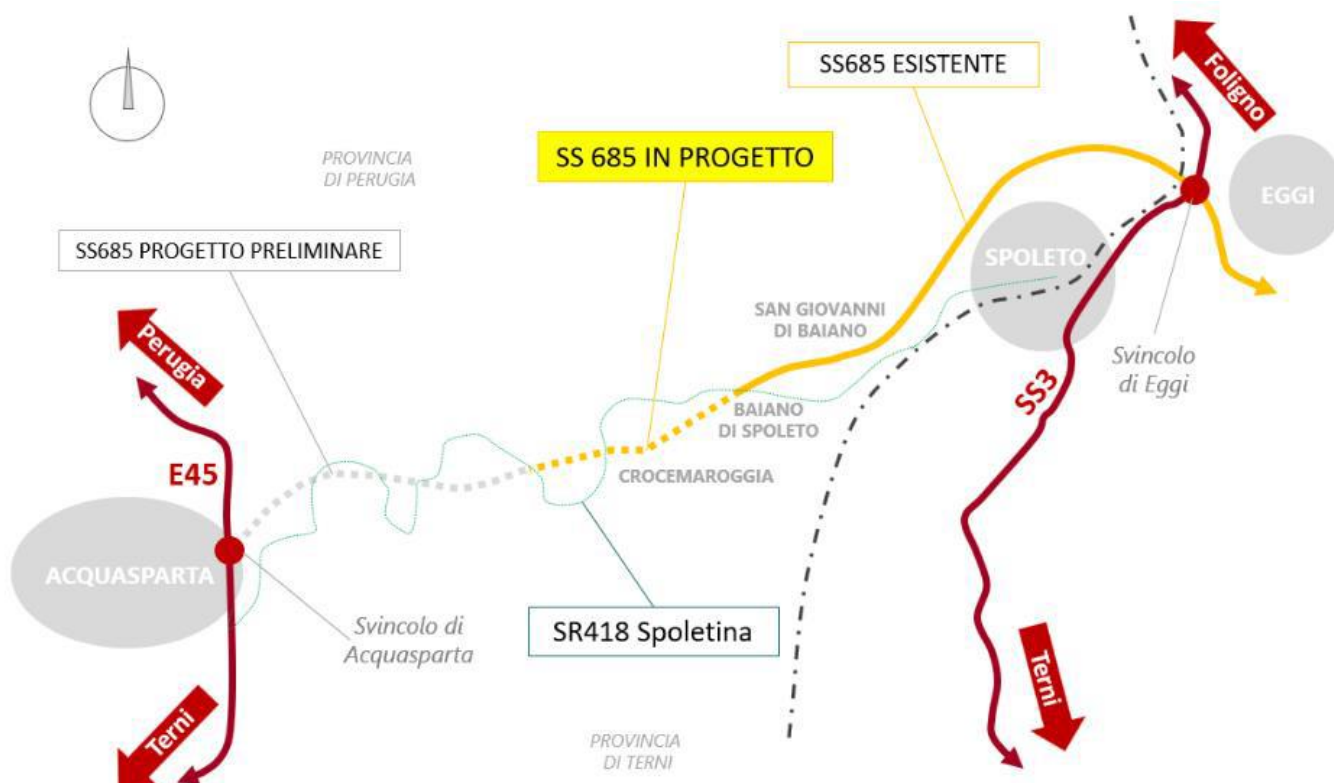 Foligno
SS685 ESISTENTE
SS 685 IN PROGETTO
PROVINCIA
DI PERUGIA
EGGI
SS685 PROGETTO PRELIMINARE
SPOLETO
SAN GIOVANNI
DI BAIANO
Perugia
Svincolo
di Eggi
SS3
BAIANO
DI SPOLETO
E45
CROCEMAROGGIA
ACQUASPARTA
Svincolo di
Acquasparta
SR418 Spoletina
Terni
Terni
PROVINCIA
DI TERNI